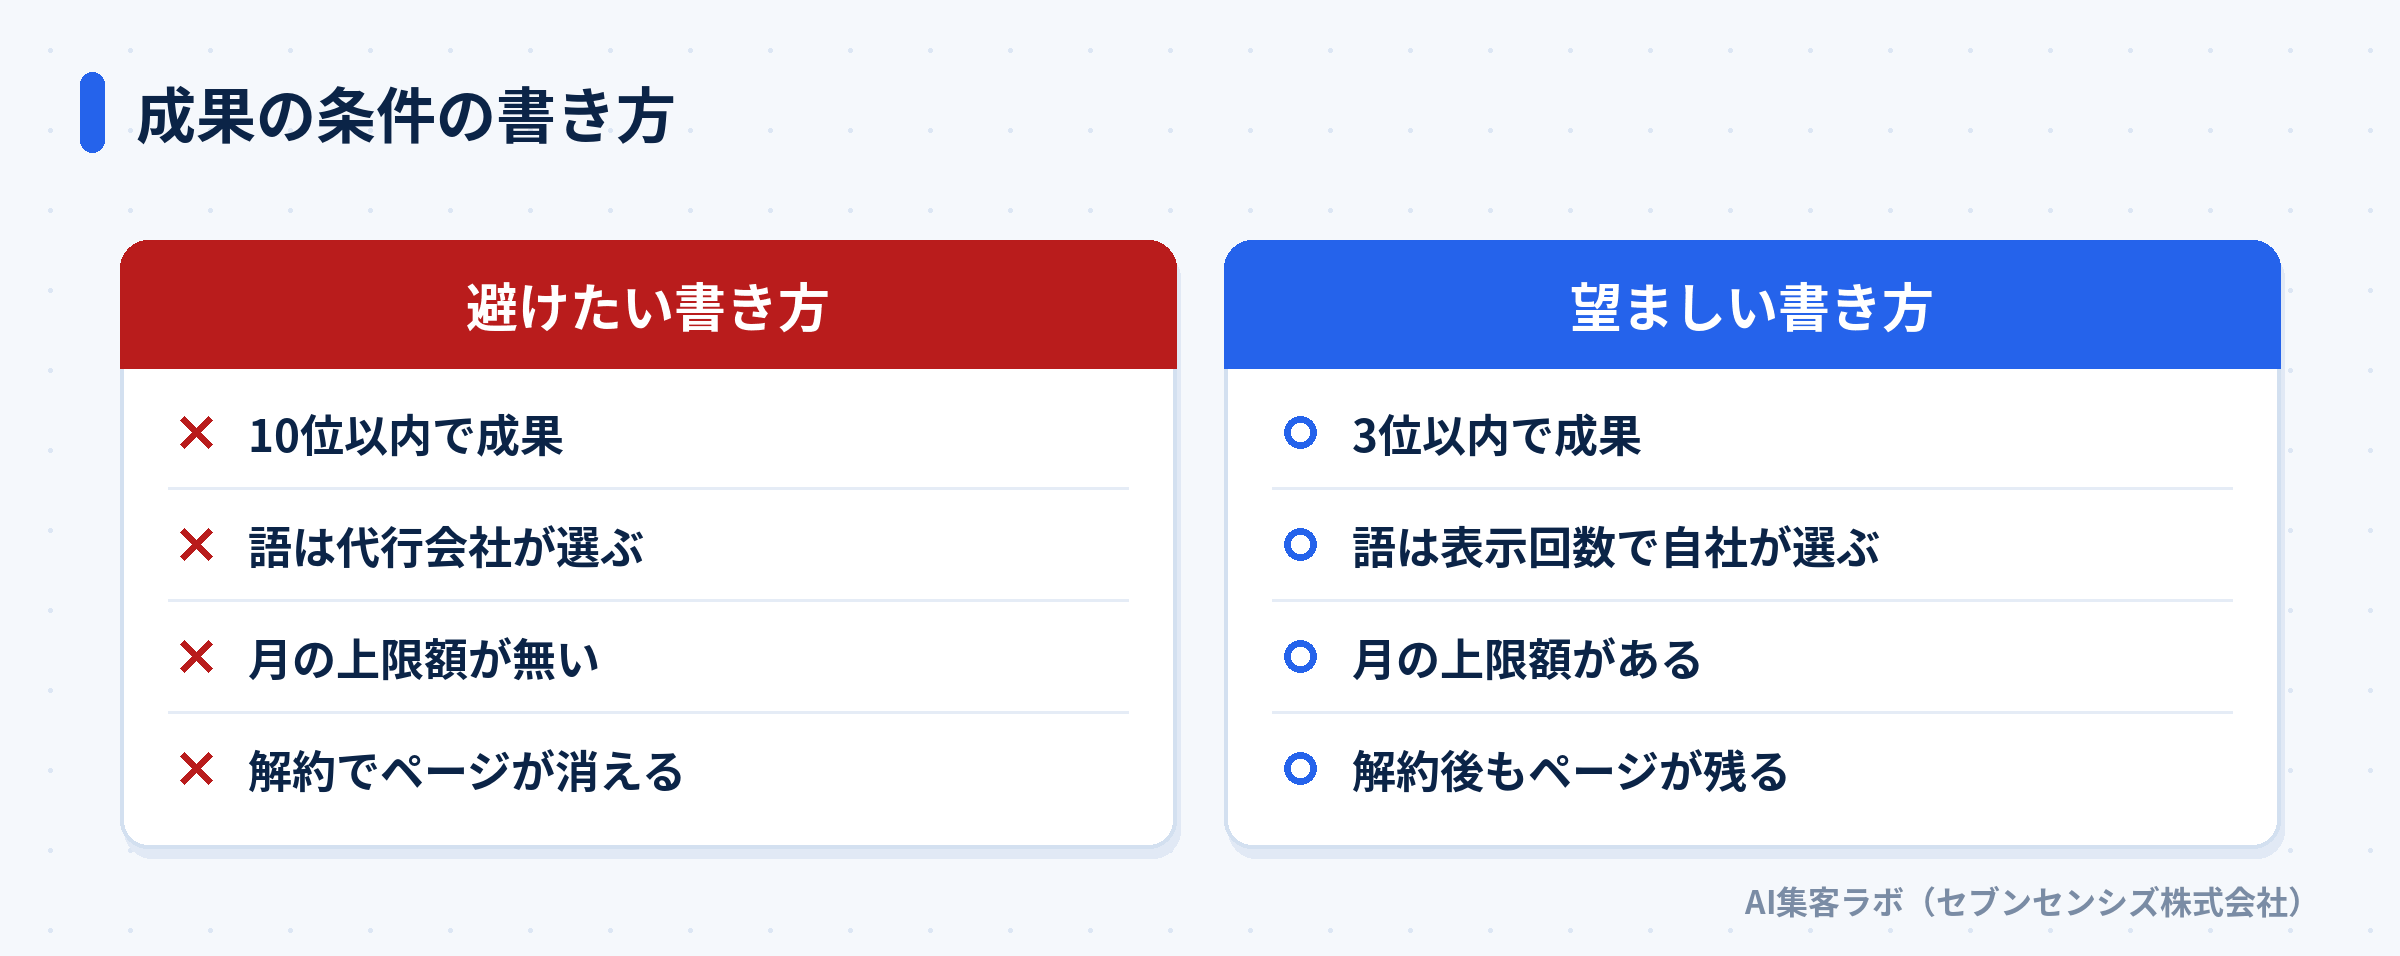 成果の条件の書き方
避けたい書き方
10位以内で成果
語は代行会社が選ぶ
月の上限額が無い
解約でページが消える
望ましい書き方
3位以内で成果
語は表示回数で自社が選ぶ
月の上限額がある
解約後もページが残る
AI集客ラボ（セブンセンシズ株式会社）